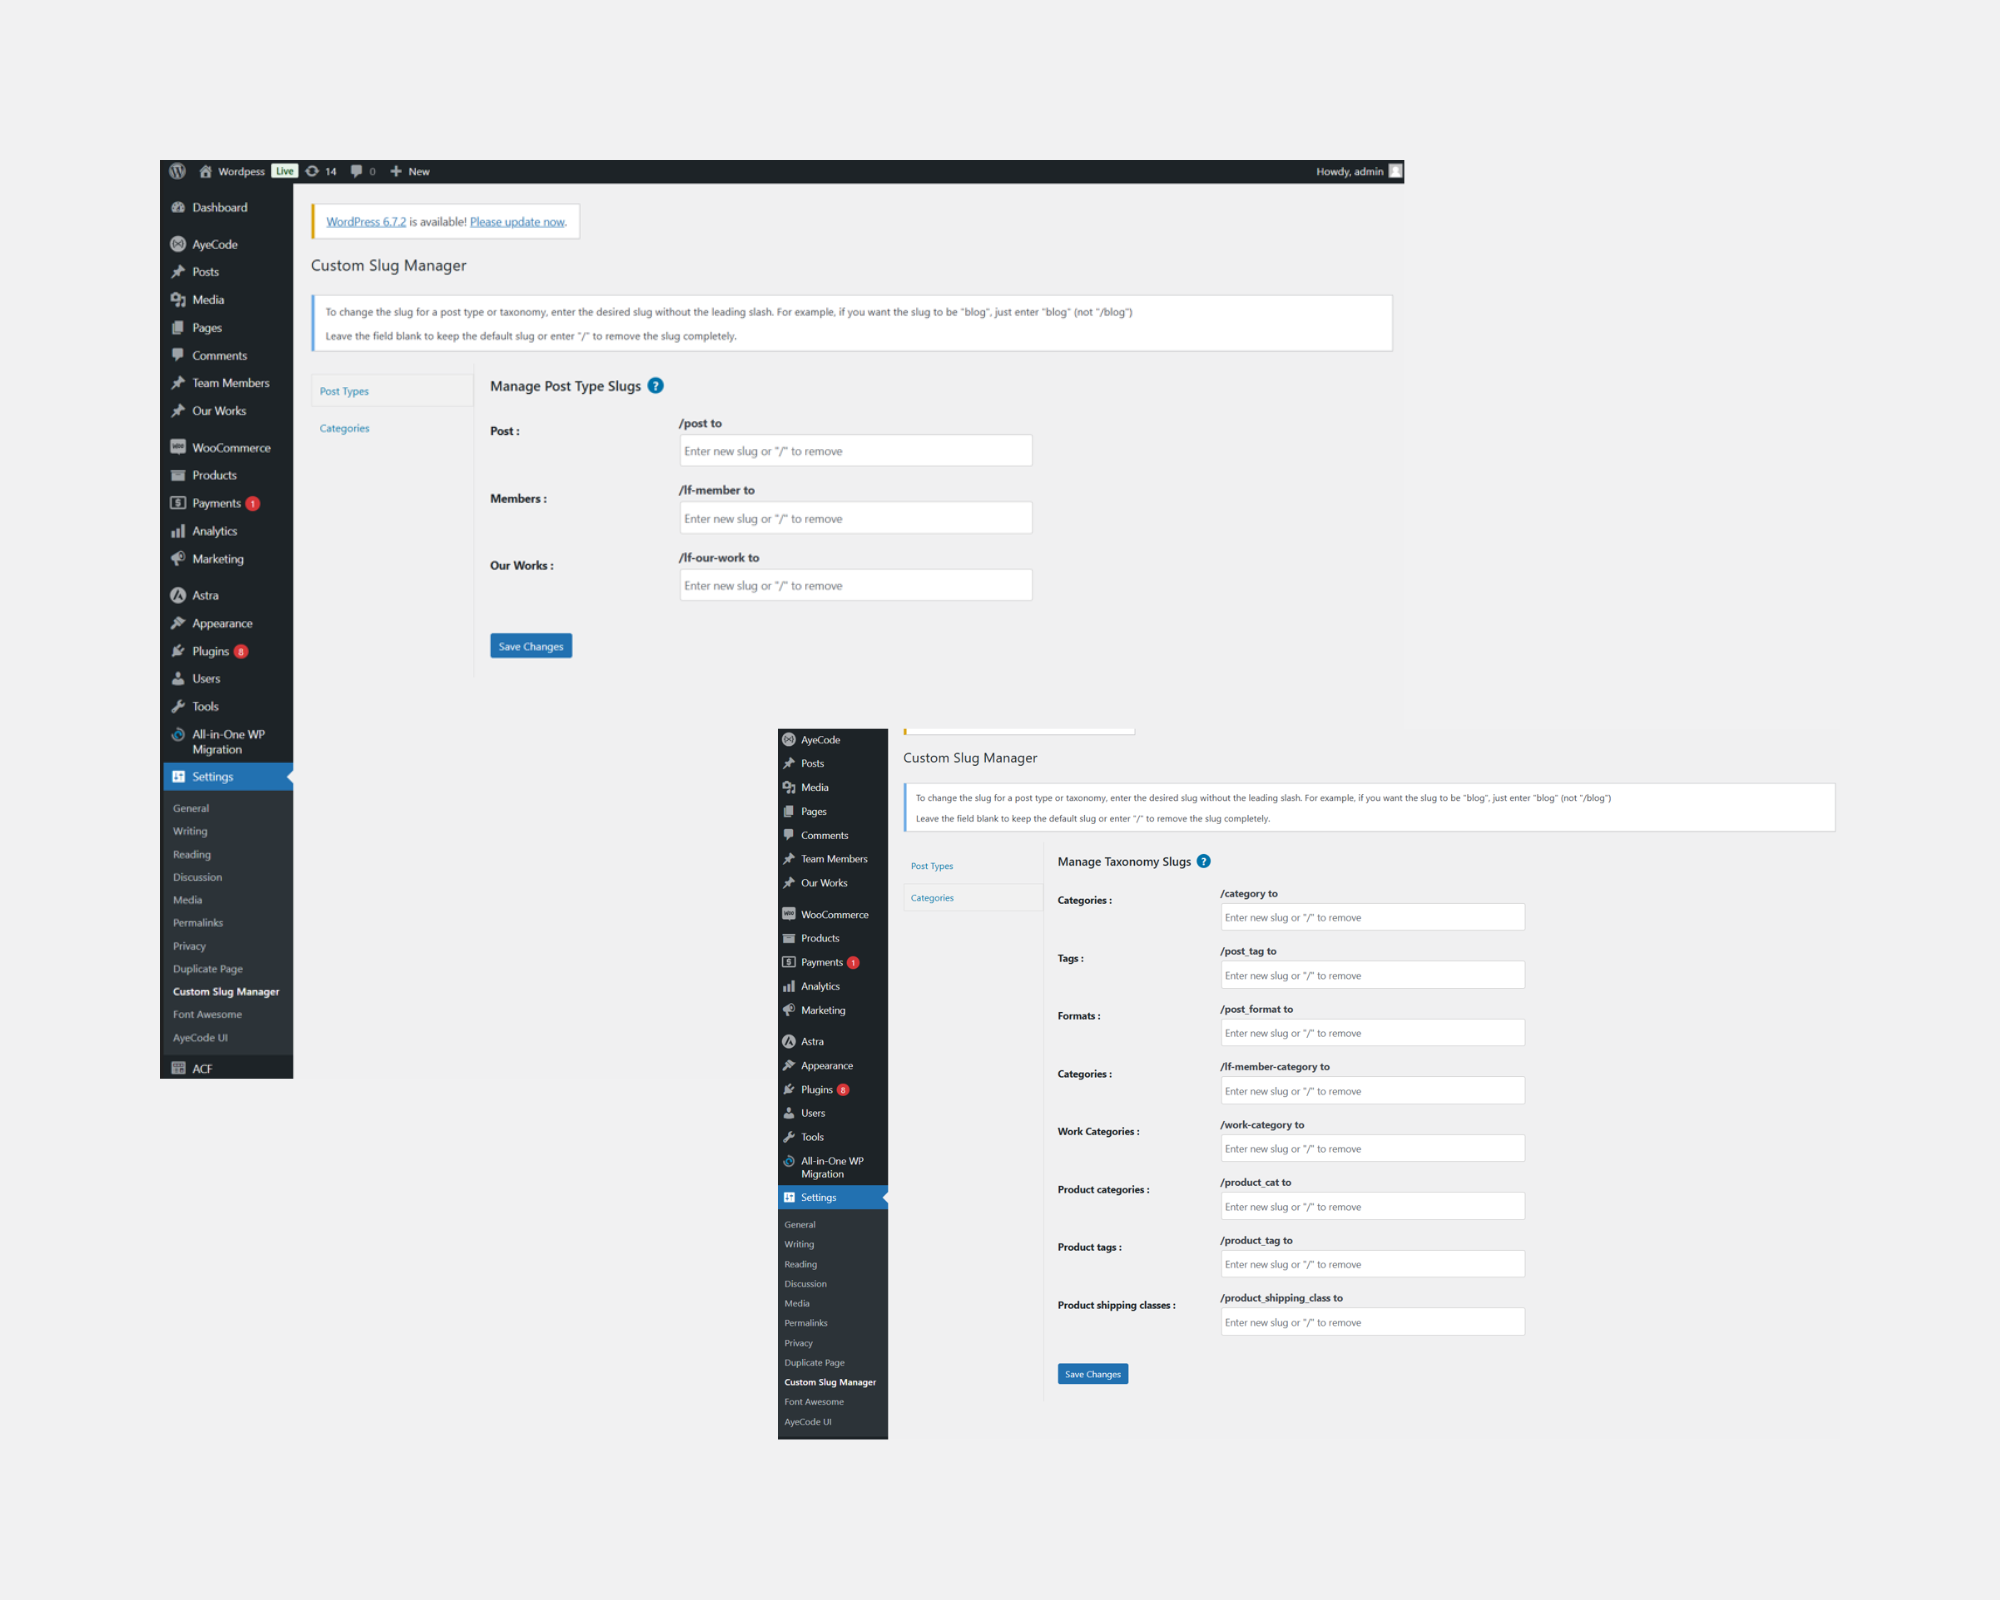 Wordpess Live 14 0 New
Howdy, admin
Dashboard
AyeCode
Posts
Media
Pages
Comments
Team Members
Our Works
WooCommerce
Products
Payments 1
Analytics
Marketing
Astra
Appearance
Plugins 8
Users
Tools
All-in-One WP
Migration
Settings
General
Writing
Reading
Discussion
Media
Permalinks
Privacy
Duplicate Page
Custom Slug Manager
Font Awesome
AyeCode UI
ACF
WordPress 6.7.2 is available! Please update now.
Custom Slug Manager
To change the slug for a post type or taxonomy, enter the desired slug without the leading slash. For example, if you want the slug to be "blog", just enter "blog" (not "/blog")
Leave the field blank to keep the default slug or enter "/" to remove the slug completely.
Post Types
Categories
Manage Post Type Slugs ?
Post :
/post to
Enter new slug or "/" to remove
Members :
/lf-member to
Enter new slug or "/" to remove
Our Works :
/lf-our-work to
Enter new slug or "/" to remove
Save Changes
AyeCode
Posts
Media
Pages
Comments
Team Members
Our Works
WooCommerce
Products
Payments 1
Analytics
Marketing
Astra
Appearance
Plugins 8
Users
Tools
All-in-One WP
Migration
Settings
General
Writing
Reading
Discussion
Media
Permalinks
Privacy
Duplicate Page
Custom Slug Manager
Font Awesome
AyeCode UI
Custom Slug Manager
To change the slug for a post type or taxonomy, enter the desired slug without the leading slash. For example, if you want the slug to be "blog", just enter "blog" (not "/blog")
Leave the field blank to keep the default slug or enter "/" to remove the slug completely.
Post Types
Categories
Manage Taxonomy Slugs ?
Categories :
/category to
Enter new slug or "/" to remove
Tags :
/post_tag to
Enter new slug or "/" to remove
Formats :
/post_format to
Enter new slug or "/" to remove
Categories :
/lf-member-category to
Enter new slug or "/" to remove
Work Categories :
/work-category to
Enter new slug or "/" to remove
Product categories :
/product_cat to
Enter new slug or "/" to remove
Product tags :
/product_tag to
Enter new slug or "/" to remove
Product shipping classes :
/product_shipping_class to
Enter new slug or "/" to remove
Save Changes